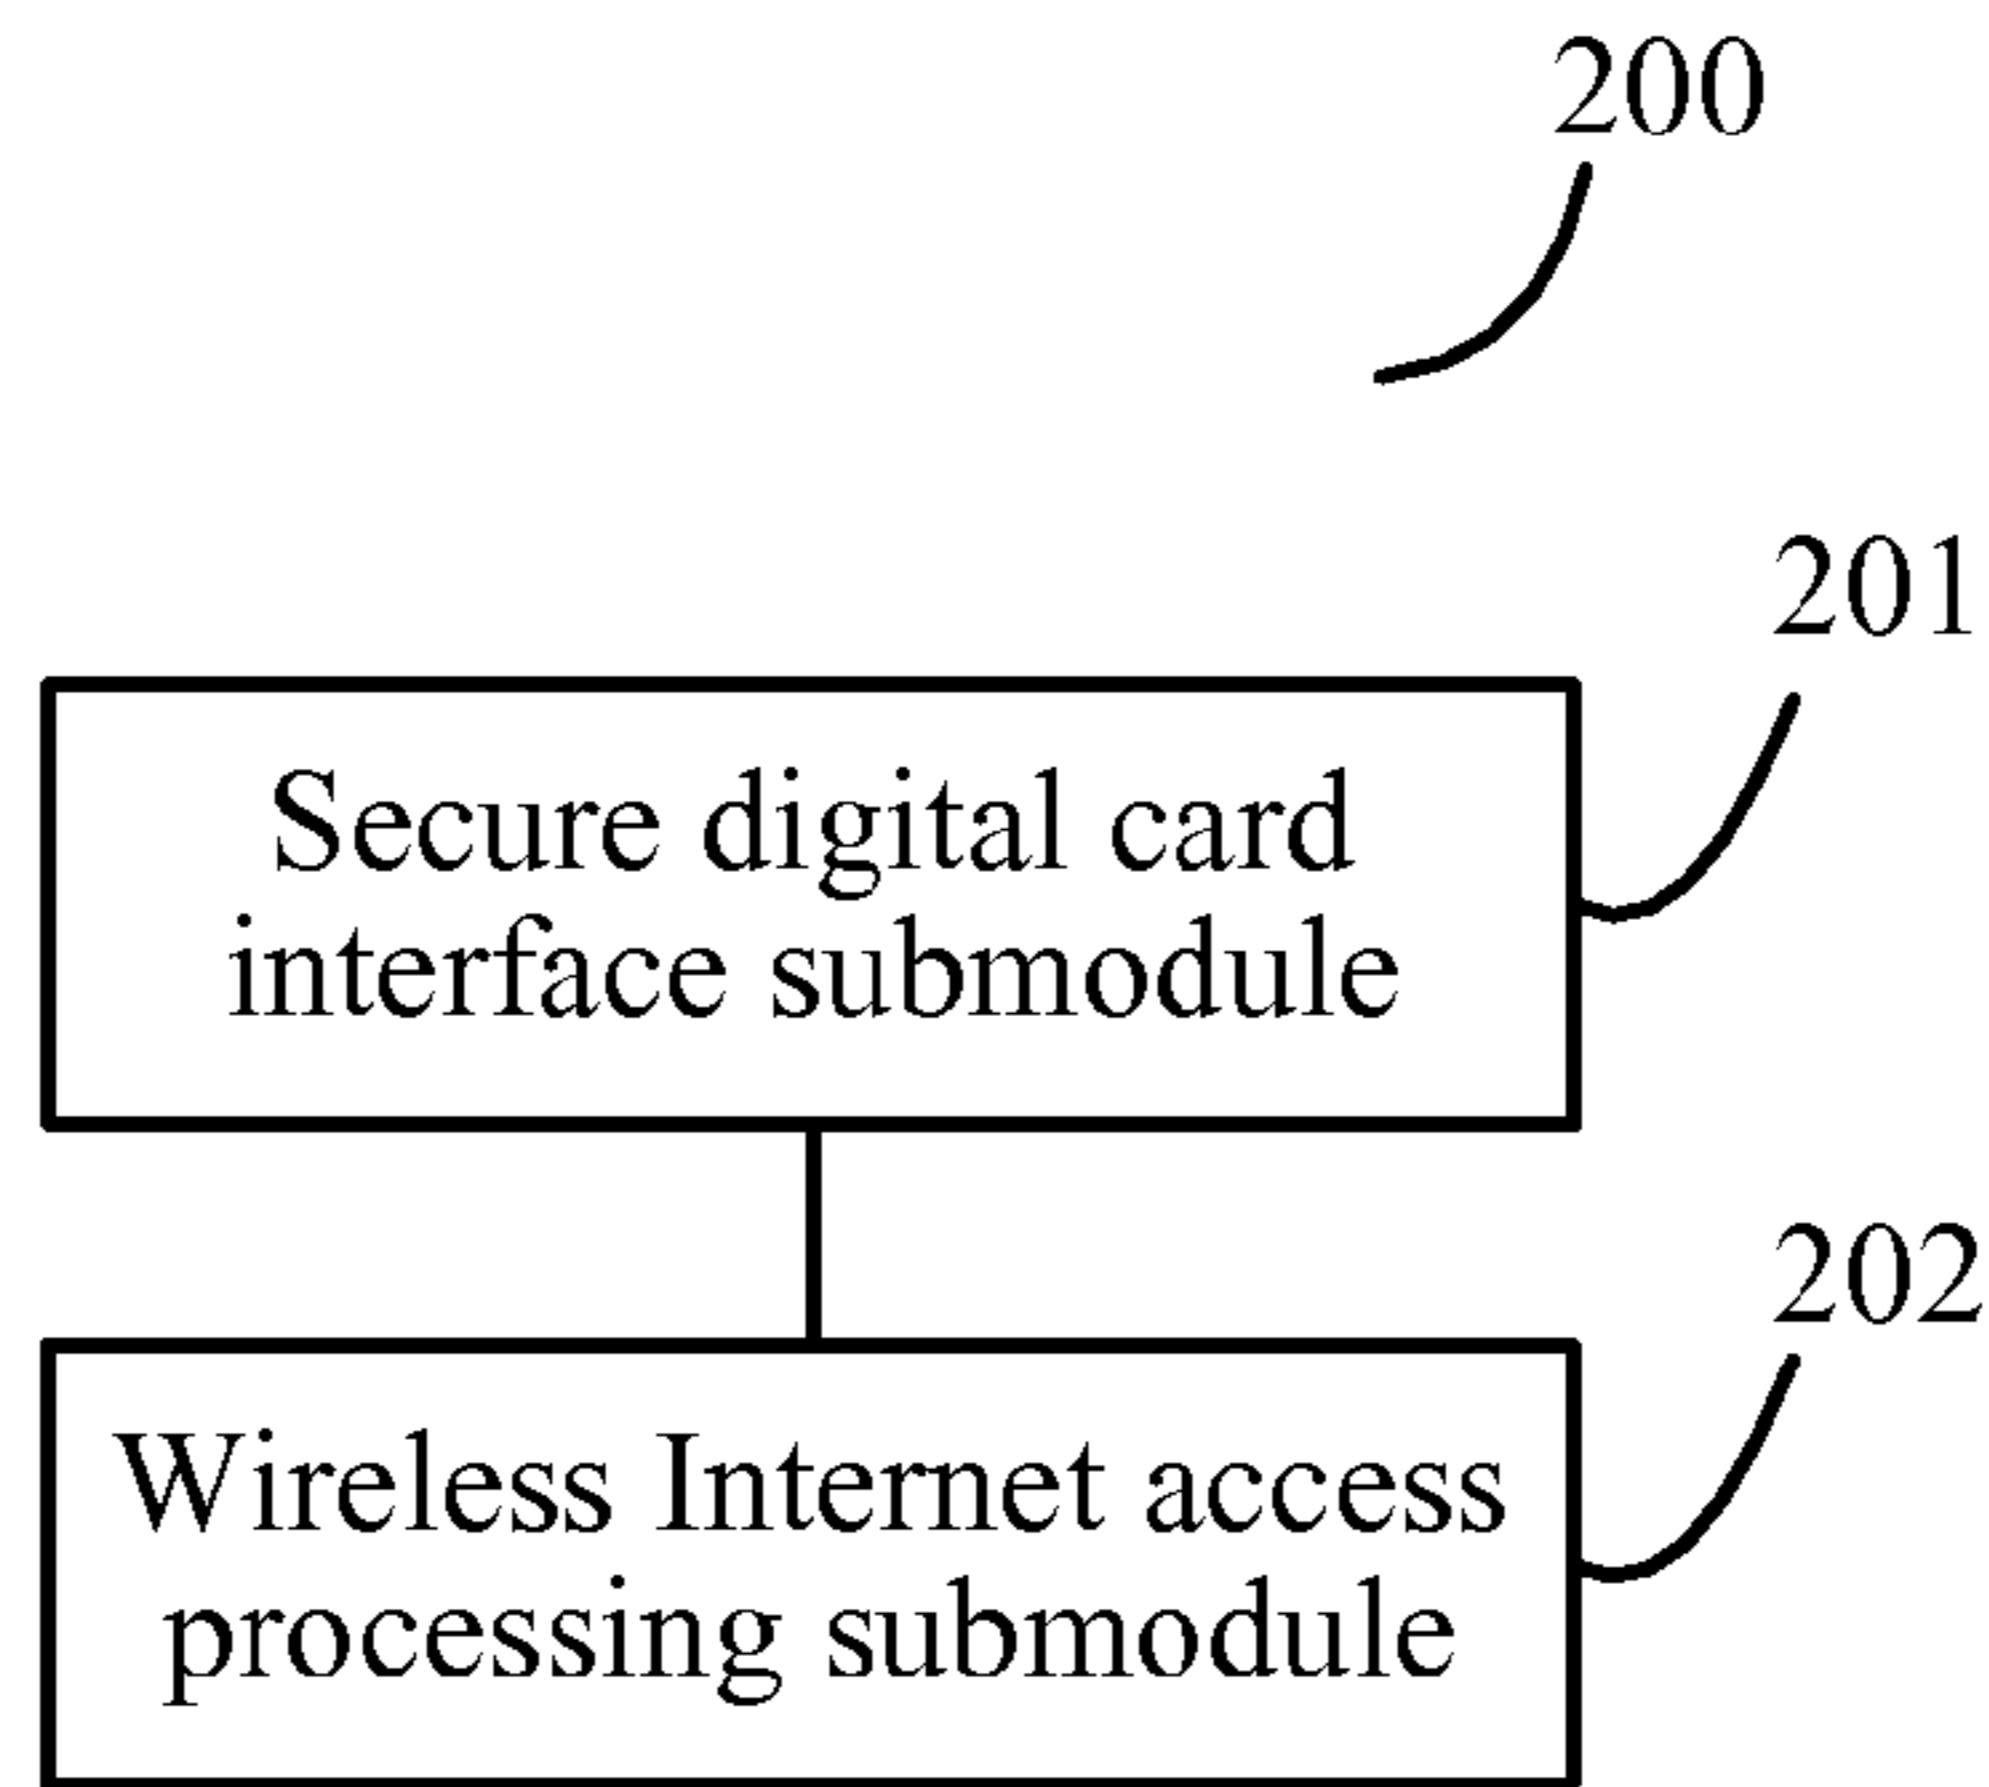 200
201
Secure digital card
interface submodule
202
Wireless Internet access
processing submodule